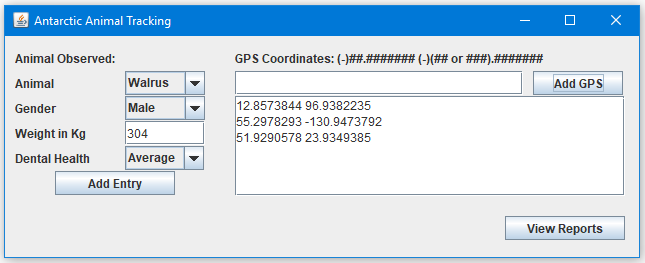 Antarctic Animal Tracking
Animal Observed:
GPS Coordinates: (-)##.####### (-)(## or ###).#######
Animal
Walrus
Add GPS
Gender
Male
12.8573844 96.9382235
55.2978293 -130.9473792
51.9290578 23.9349385
Weight in Kg
304
Dental Health
Average
Add Entry
View Reports